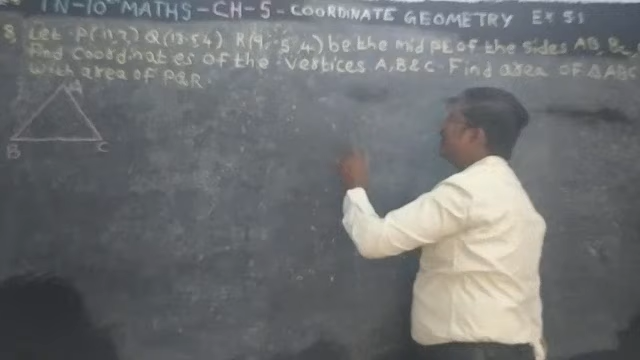 TN-10th MATHS-CH-5-COORDINATE GEOMETRY EX 5.1
8. Let P(11,7) Q(13.5,4) R(9.5,4) be the mid pt of the sides AB, BC
Find coordinates of the vertices A, B & C. Find area OF ΔABC
with area of PQR.
A
B
C